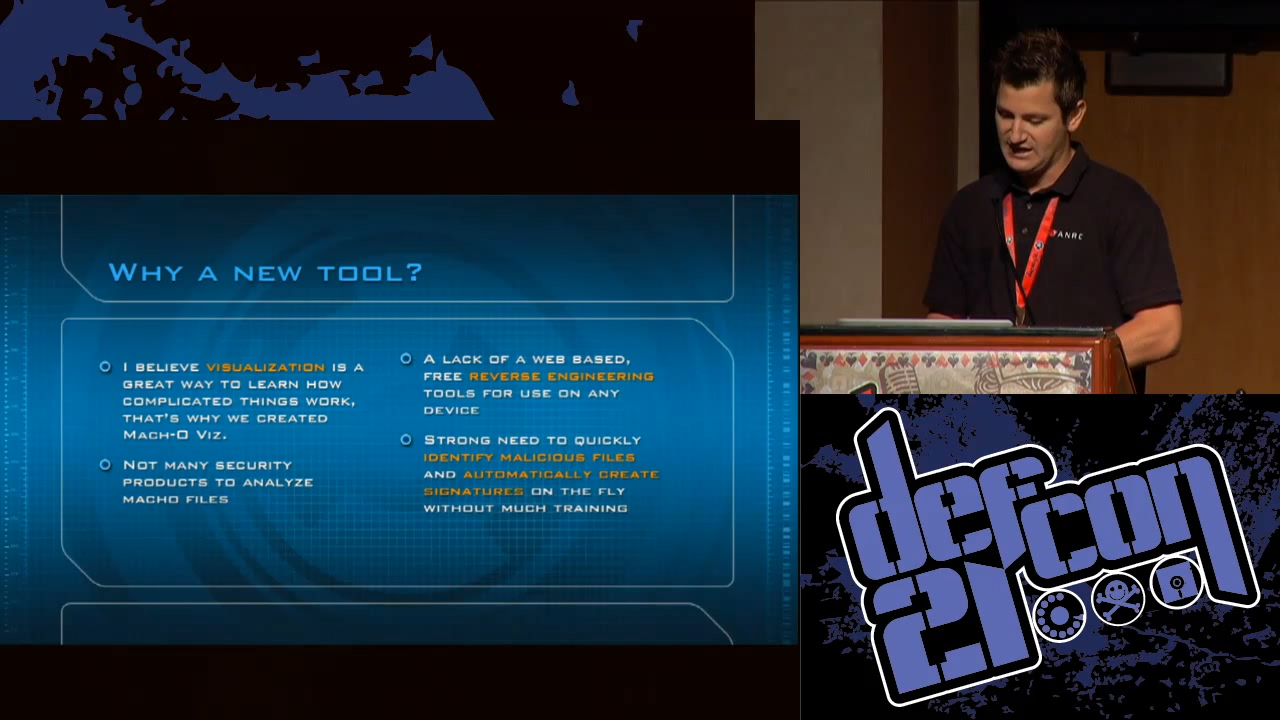 Why a new tool?
I believe visualization is a
great way to learn how
complicated things work,
that's why we created
Mach-O Viz.
Not many security
products to analyze
macho files
A lack of a web based,
free reverse engineering
tools for use on any
device
Strong need to quickly
identify malicious files
and automatically create
signatures on the fly
without much training
ANRC
defcon
21